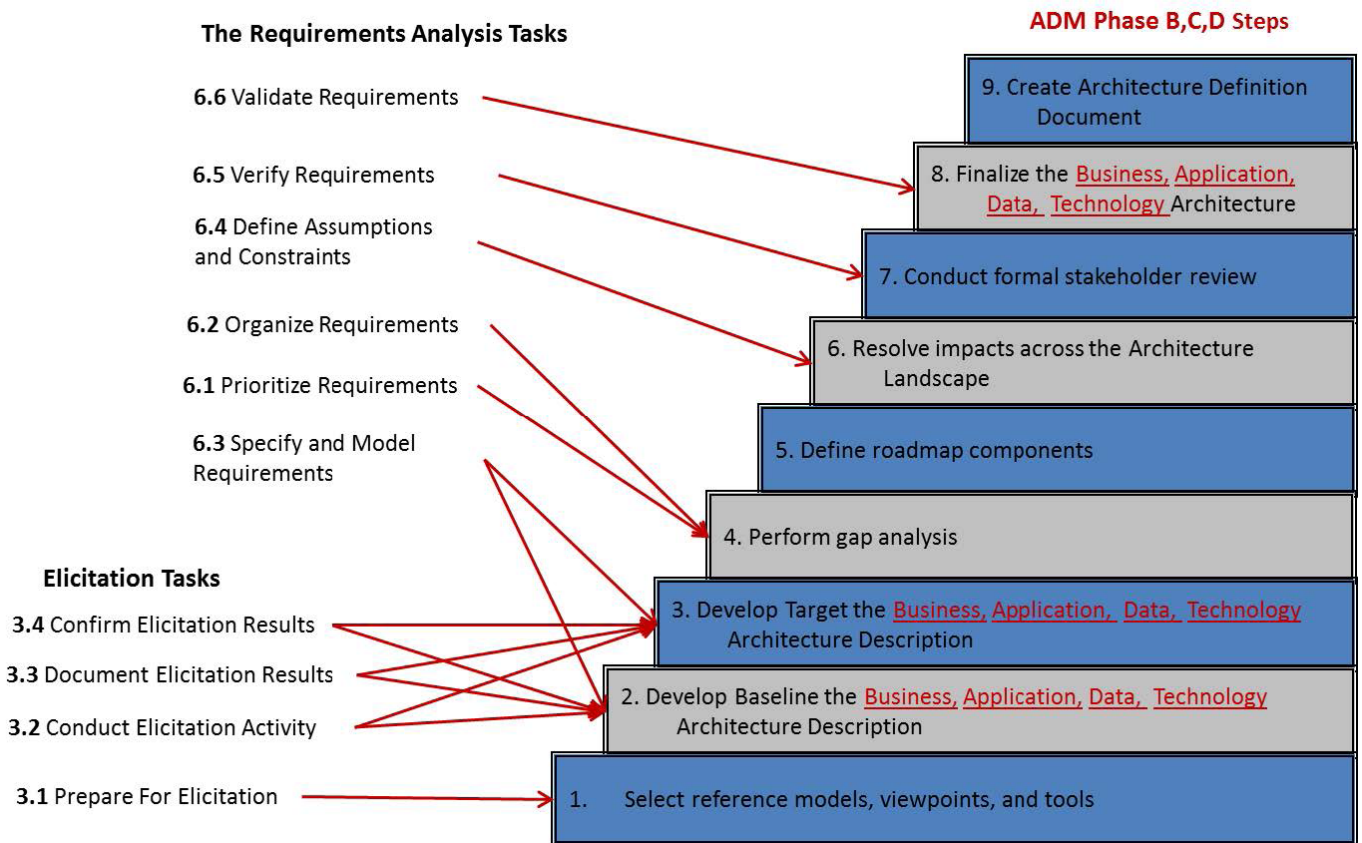 The Requirements Analysis Tasks
6.6 Validate Requirements
6.5 Verify Requirements
6.4 Define Assumptions
and Constraints
6.2 Organize Requirements
6.1 Prioritize Requirements
6.3 Specify and Model
Requirements
Elicitation Tasks
3.4 Confirm Elicitation Results
3.3 Document Elicitation Results
3.2 Conduct Elicitation Activity
3.1 Prepare For Elicitation
ADM Phase B,C,D Steps
9. Create Architecture Definition
Document
8. Finalize the Business, Application,
Data, Technology Architecture
7. Conduct formal stakeholder review
6. Resolve impacts across the Architecture
Landscape
5. Define roadmap components
4. Perform gap analysis
3. Develop Target the Business, Application, Data, Technology
Architecture Description
2. Develop Baseline the Business, Application, Data, Technology
Architecture Description
1. Select reference models, viewpoints, and tools